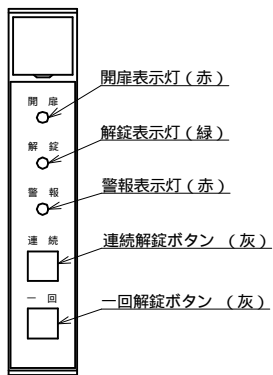 開 扉
開扉表示灯(赤)
解 錠
解錠表示灯(緑)
警 報
警報表示灯(赤)
連 続
連続解錠ボタン (灰)
一 回
一回解錠ボタン (灰)